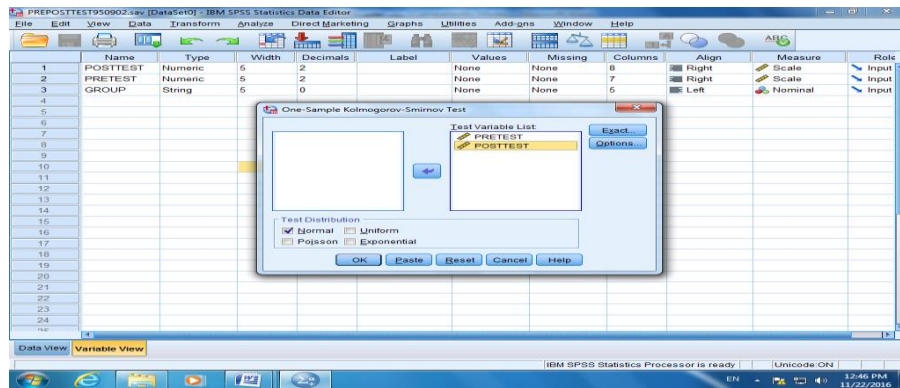 PREPOSTTEST950902.sav [DataSet0] - IBM SPSS Statistics Data Editor
File Edit View Data Transform Analyze Direct Marketing Graphs Utilities Add-ons Window Help
Name Type Width Decimals Label Values Missing Columns Align Measure Role
1 POSTTEST Numeric 5 2 None None 8 Right Scale Input
2 PRETEST Numeric 5 2 None None 7 Right Scale Input
3 GROUP String 5 0 None None 5 Left Nominal Input
4
5
6
7
8
9
10
11
12
13
14
15
16
17
18
19
20
21
22
23
24
One-Sample Kolmogorov-Smirnov Test
Test Variable List:
PRETEST
POSTTEST
Exact...
Options...
Test Distribution
Normal Uniform
Poisson Exponential
OK Paste Reset Cancel Help
Data View Variable View
IBM SPSS Statistics Processor is ready Unicode:ON
EN 12:46 PM
11/22/2016